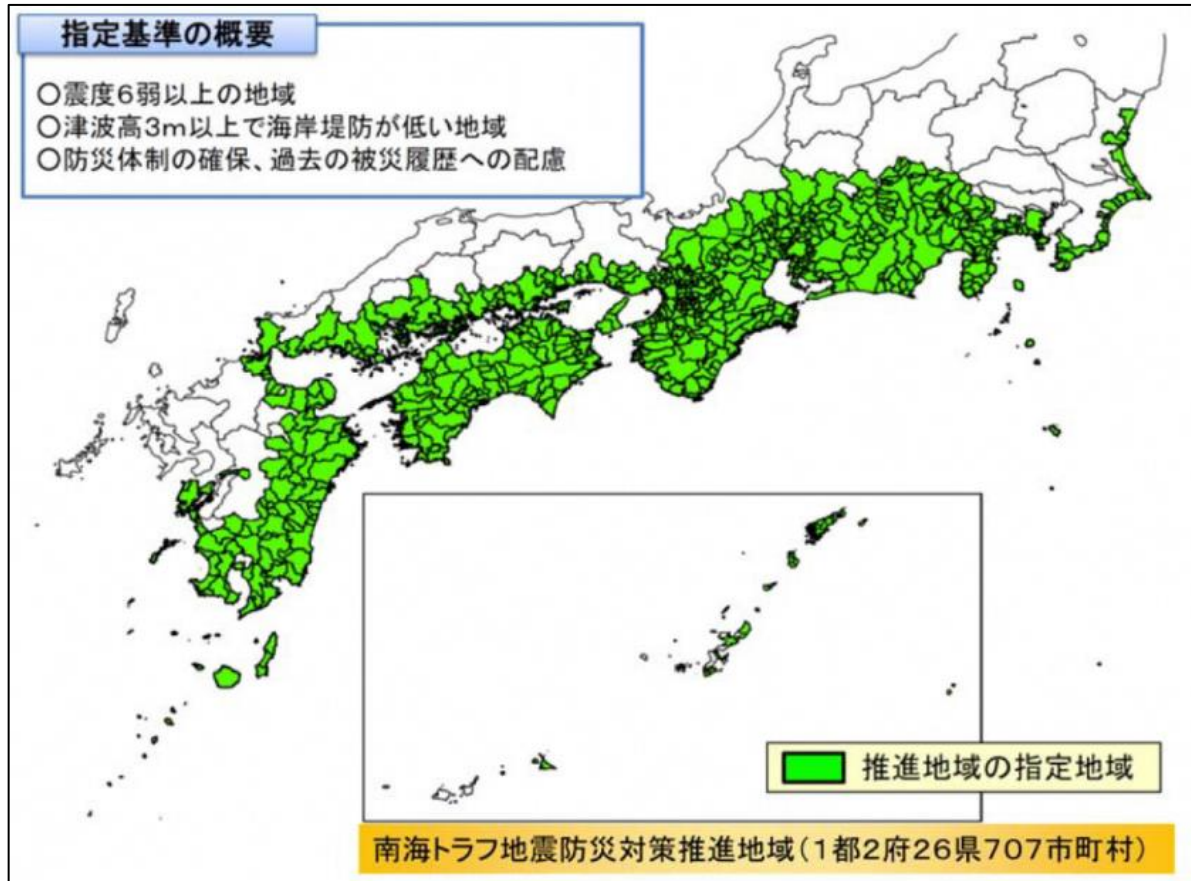 指定基準の概要
○震度6弱以上の地域
○津波高3m以上で海岸堤防が低い地域
○防災体制の確保、過去の被災履歴への配慮
推進地域の指定地域
南海トラフ地震防災対策推進地域(1都2府26県707市町村)